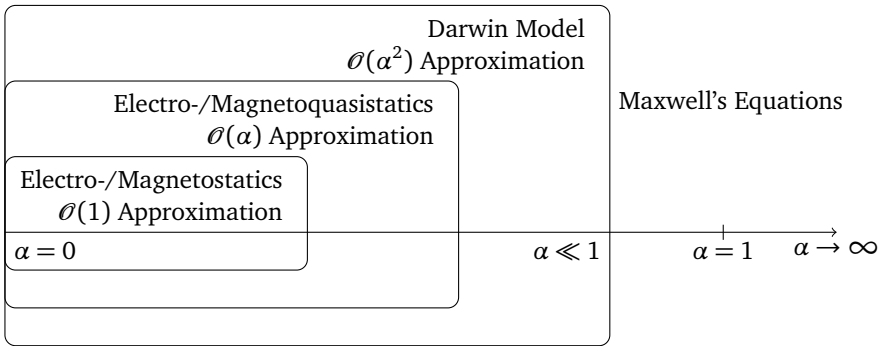 Darwin Model
𝒪(α²) Approximation
Electro-/Magnetoquasistatics
𝒪(α) Approximation
Maxwell's Equations
Electro-/Magnetostatics
𝒪(1) Approximation
α = 0
α ≪ 1
α = 1
α → ∞